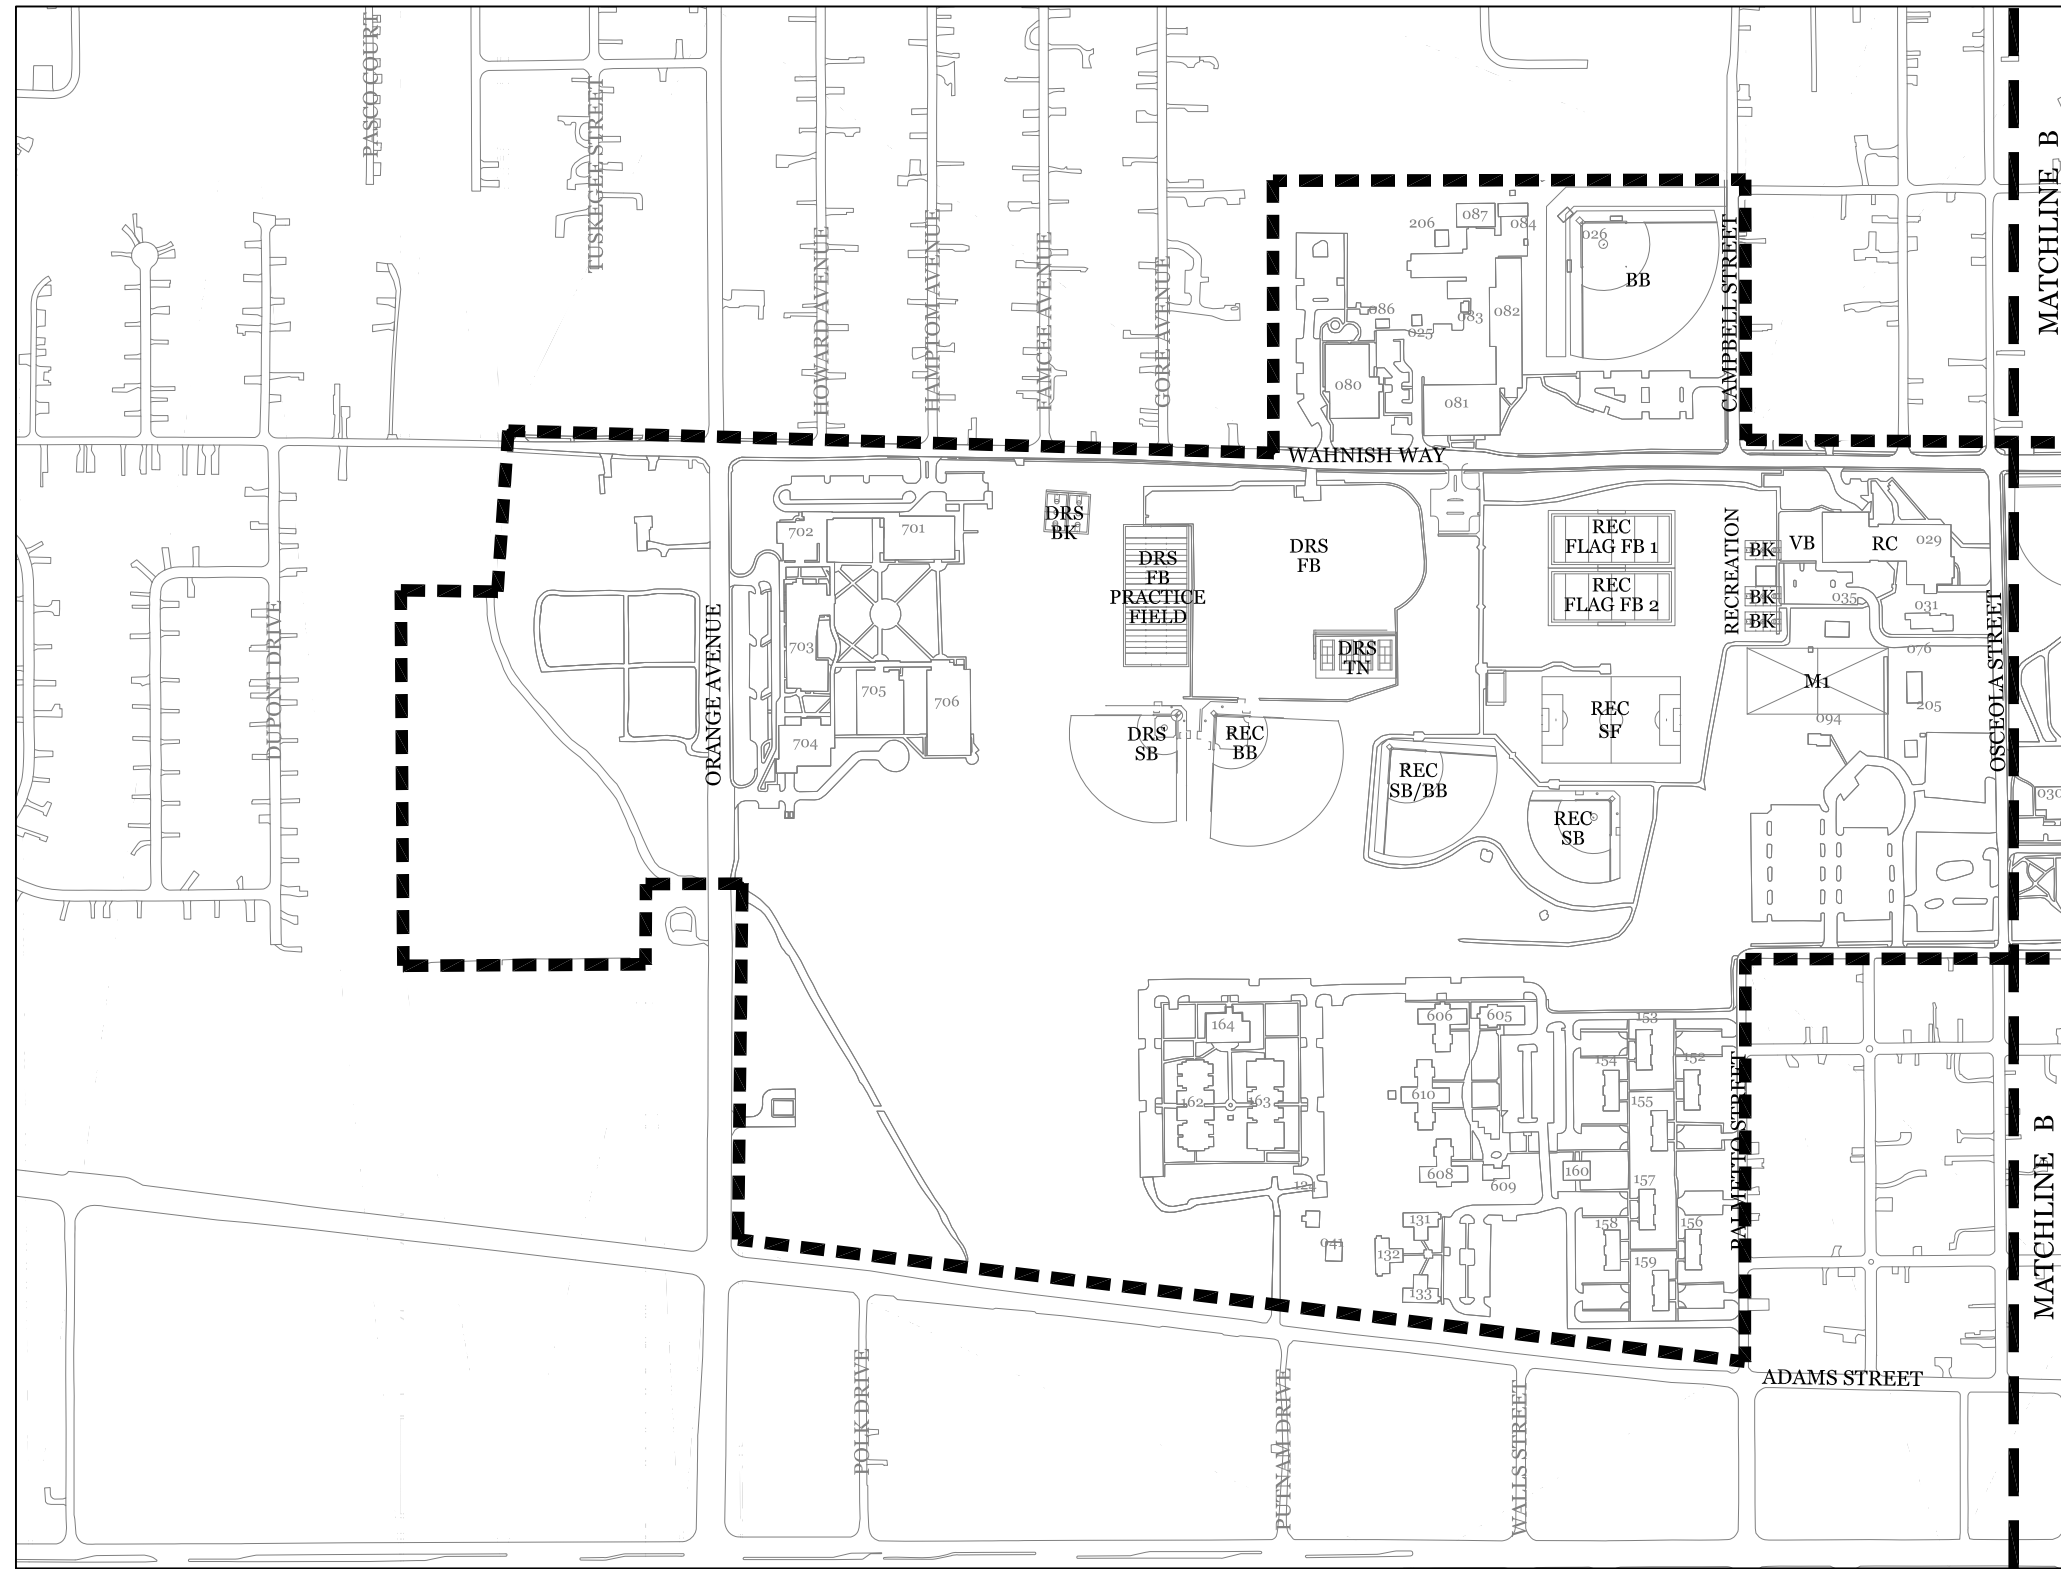 PASCO COURT
TUSKEGEE STREET
HOWARD AVENUE
HAMPTOM AVENUE
FAMCEE AVENUE
GORE AVENUE
MATCHLINE B
206
087
084
026
BB
CAMPBELL STREET
086
025
083
082
080
081
WAHNISH WAY
702
701
DRS
BK
DRS
FB
PRACTICE
FIELD
DRS
FB
REC
FLAG FB 1
REC
FLAG FB 2
RECREATION
BK
BK
BK
VB
RC
029
035
031
DUPONT DRIVE
ORANGE AVENUE
703
705
706
704
DRS
TN
DRS
SB
REC
BB
REC
SF
REC
SB/BB
REC
SB
M1
094
076
205
OSCEOLA STREET
030
164
162
163
124
041
606
605
610
608
609
131
132
133
153
154
152
155
160
157
158
156
159
PALMETTO STREET
MATCHLINE B
ADAMS STREET
POLK DRIVE
PUTNAM DRIVE
WALLS STREET